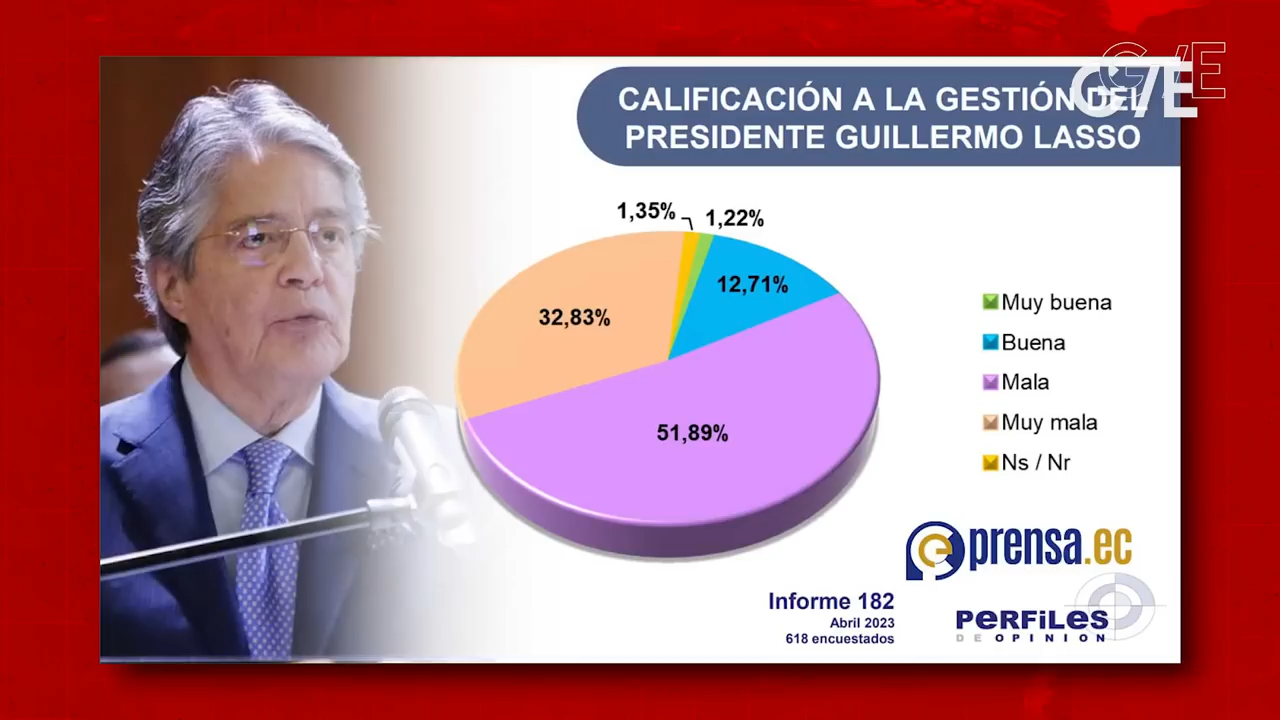 G/E
CALIFICACIÓN A LA GESTIÓN DEL
PRESIDENTE GUILLERMO LASSO
1,35%
1,22%
12,71%
32,83%
51,89%
Muy buena
Buena
Mala
Muy mala
Ns / Nr
prensa.ec
Informe 182
Abril 2023
618 encuestados
PERFiLES
DE OPINION